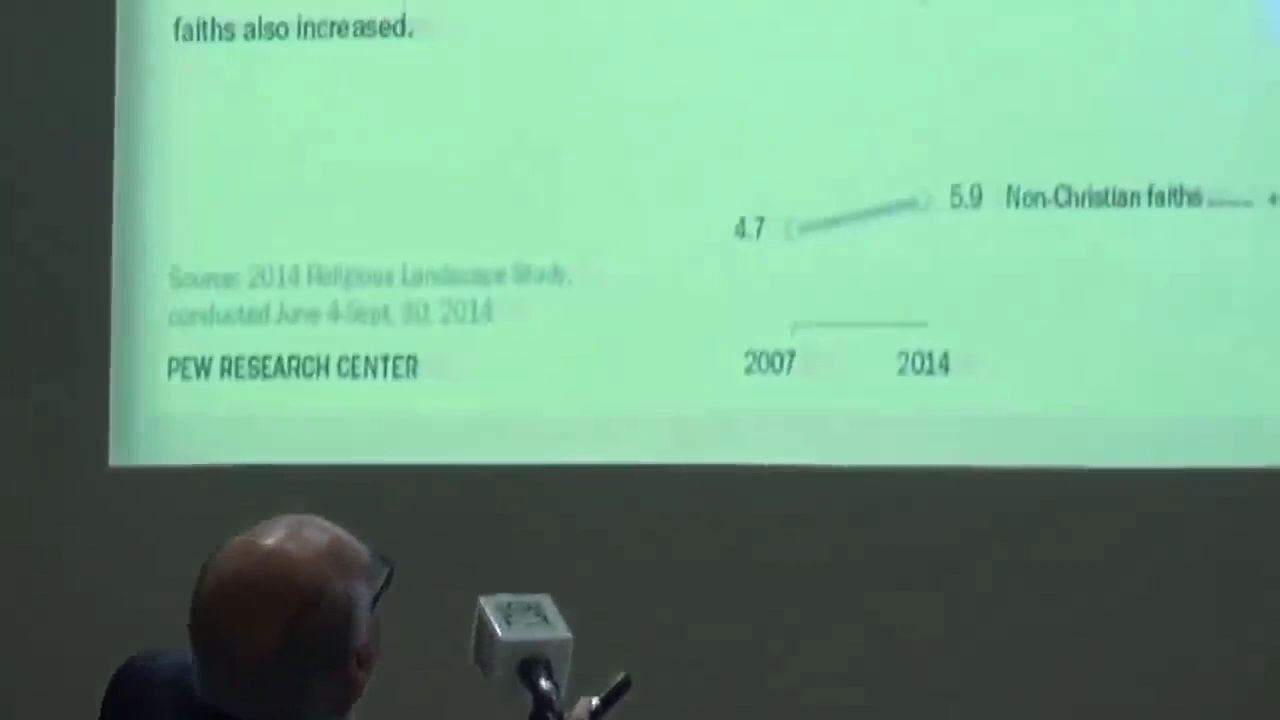 faiths also increased.
5.9 Non-Christian faiths
4.7
Source: 2014 Religious Landscape Study,
conducted June 4-Sept. 30, 2014
PEW RESEARCH CENTER
2007 2014